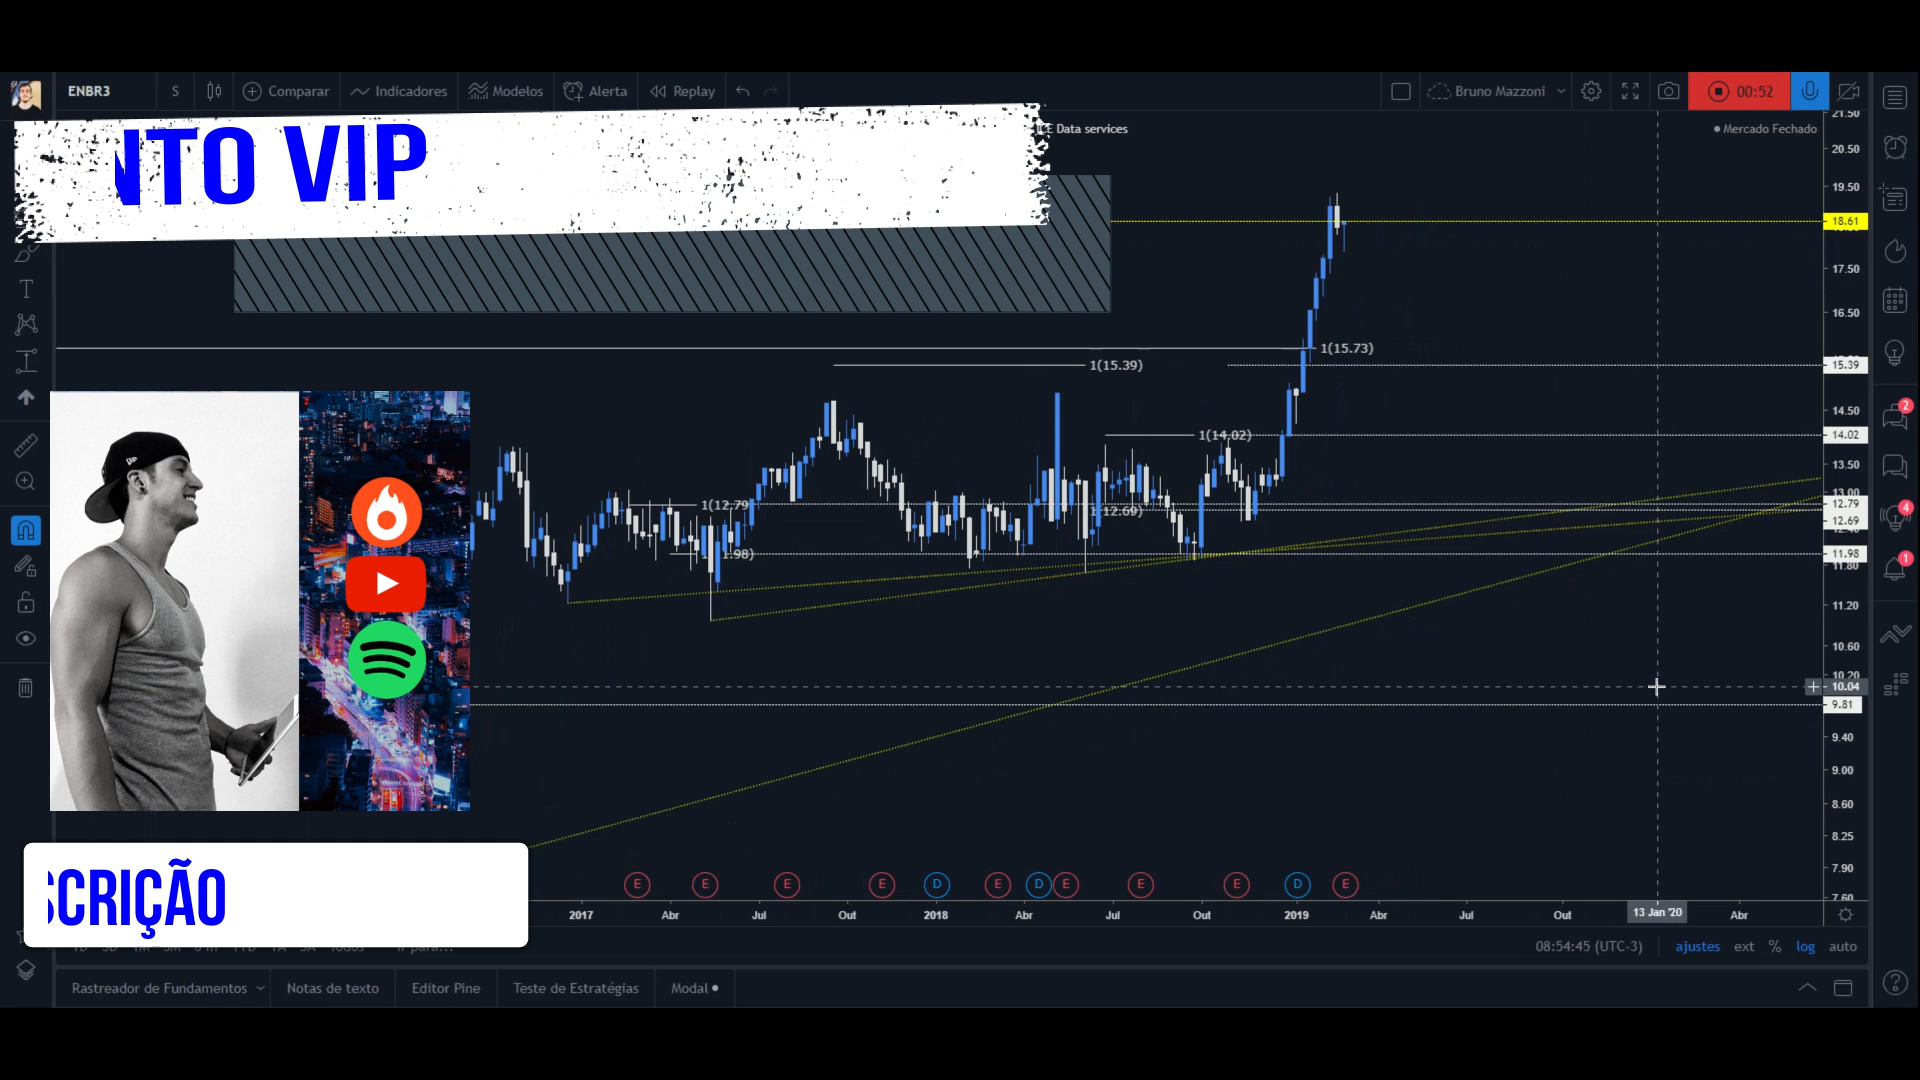 ENBR3
S
Comparar
Indicadores
Modelos
Alerta
Replay
Bruno Mazzoni
00:52
NTO VIP
Data services
Mercado Fechado
21.50
20.50
19.50
18.61
17.50
16.50
1(15.73)
1(15.39)
15.39
14.50
1(14.02)
14.02
13.50
13.00
1(12.79)
12.79
1(12.69)
12.69
11.98
11.80
11.20
10.60
10.20
10.04
9.81
9.40
9.00
8.60
8.25
7.90
7.60
2
4
1
SCRIÇÃO
E
E
E
E
D
E
D
E
E
E
D
E
2017
Abr
Jul
Out
2018
Abr
Jul
Out
2019
Abr
Jul
Out
13 Jan '20
Abr
08:54:45 (UTC-3)
ajustes
ext
%
log
auto
Rastreador de Fundamentos
Notas de texto
Editor Pine
Teste de Estratégias
Modal